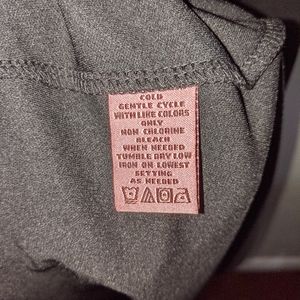 COLD
GENTLE CYCLE
WITH LIKE COLORS
ONLY
NON CHLORINE
BLEACH
WHEN NEEDED
TUMBLE DRY LOW
IRON ON LOWEST
SETTING
AS NEEDED